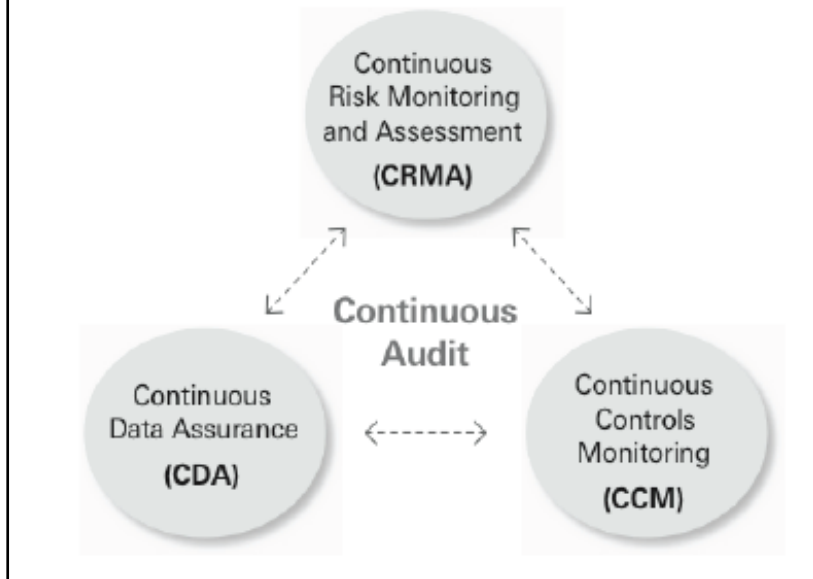 Continuous
Risk Monitoring
and Assessment
(CRMA)
Continuous
Audit
Continuous
Data Assurance
(CDA)
Continuous
Controls
Monitoring
(CCM)